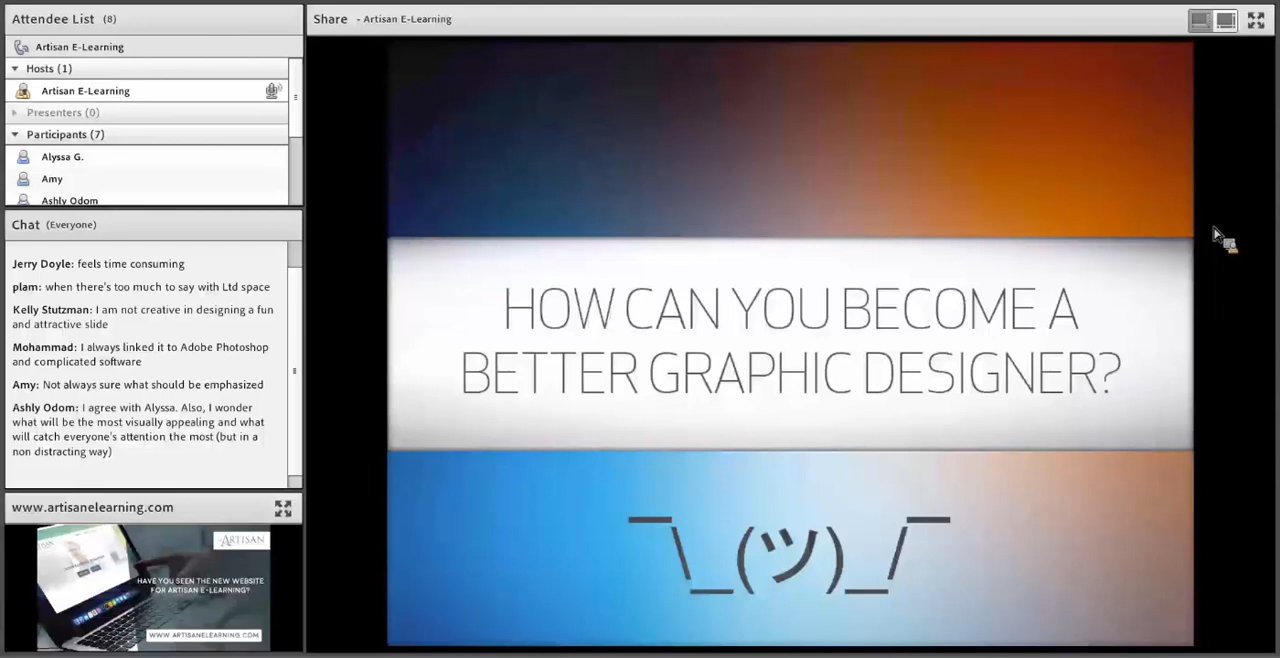 Attendee List (8)
Artisan E-Learning
Hosts (1)
Artisan E-Learning
Presenters (0)
Participants (7)
Alyssa G.
Amy
Ashly Odom
Chat (Everyone)
Jerry Doyle: feels time consuming
plam: when there's too much to say with Ltd space
Kelly Stutzman: I am not creative in designing a fun
and attractive slide
Mohammad: I always linked it to Adobe Photoshop
and complicated software
Amy: Not always sure what should be emphasized
Ashly Odom: I agree with Alyssa. Also, I wonder
what will be the most visually appealing and what
will catch everyone's attention the most (but in a
non distracting way)
www.artisanelearning.com
ARTISAN
HAVE YOU SEEN THE NEW WEBSITE
FOR ARTISAN E-LEARNING?
WWW.ARTISANELEARNING.COM
Share - Artisan E-Learning
HOW CAN YOU BECOME A
BETTER GRAPHIC DESIGNER?
¯\_(ツ)_/¯